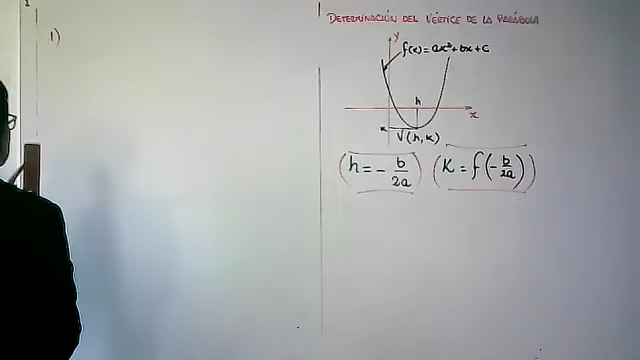 1)
DETERMINACIÓN DEL VÉRTICE DE LA PARÁBOLA
y
f(x) = ax²+bx+c
h
x
K
V(h,K)
h = - b/2a
K = f(-b/2a)